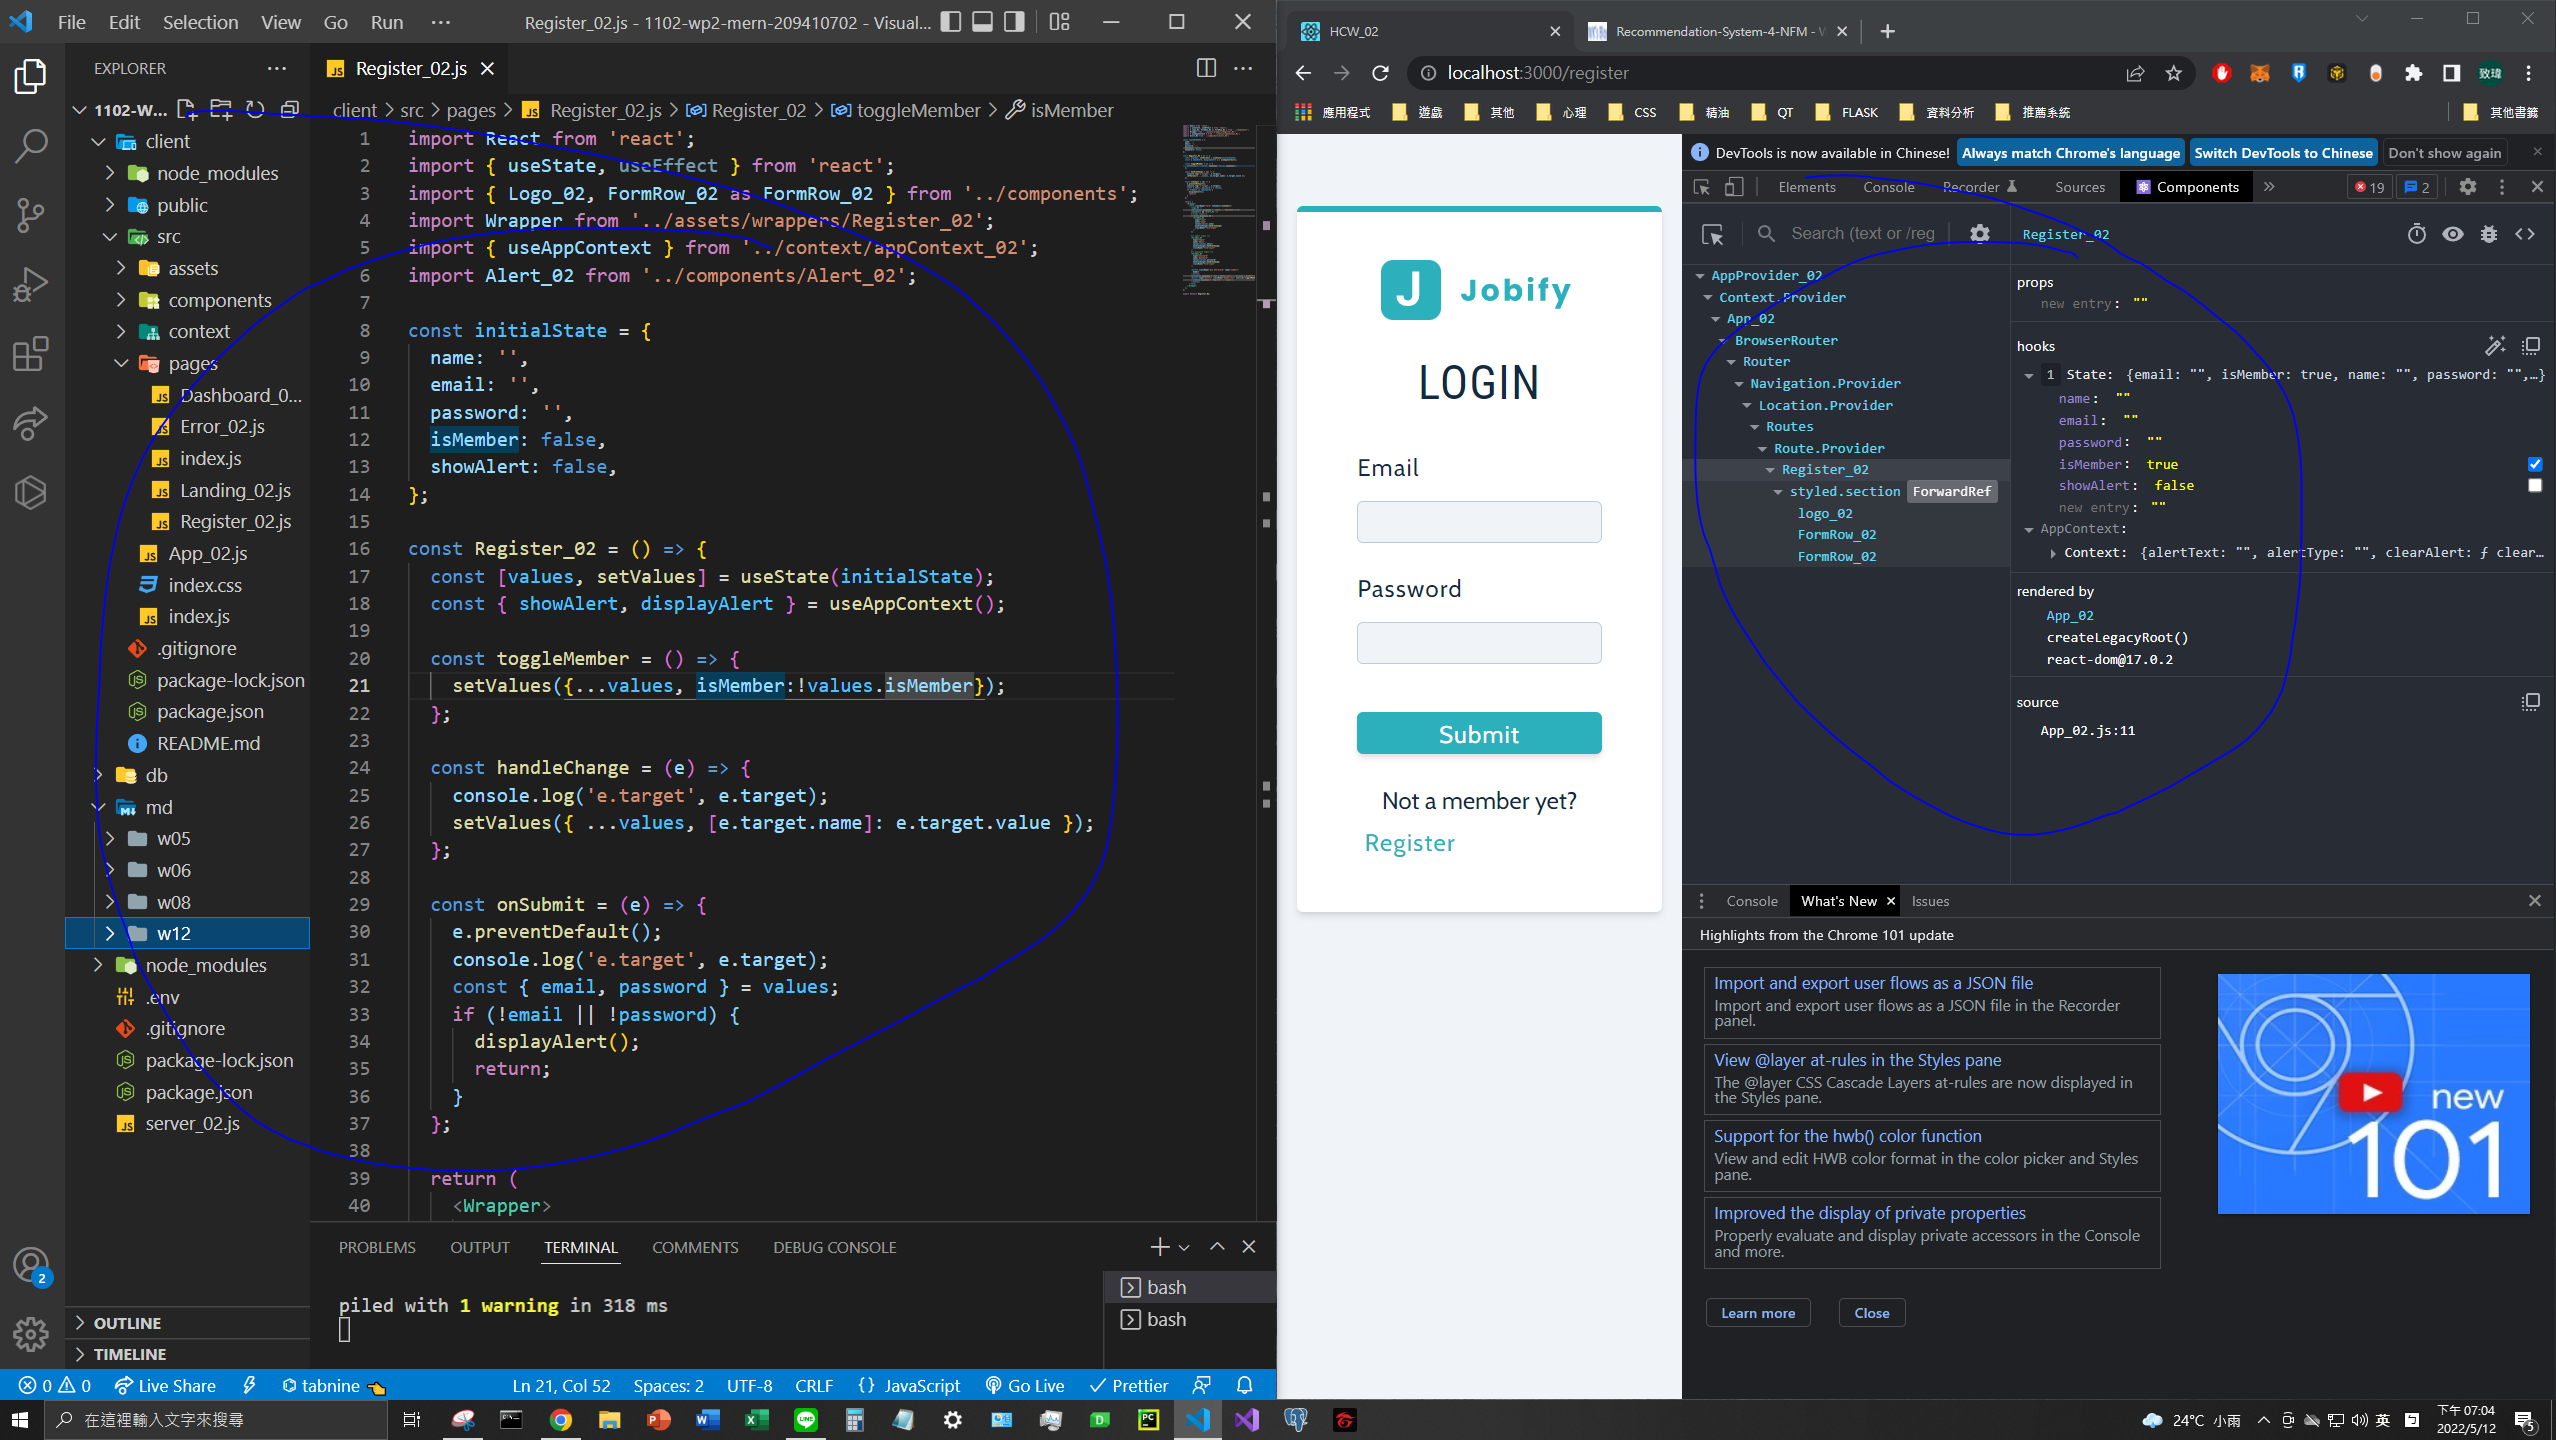 File Edit Selection View Go Run ··· Register_02.js - 1102-wp2-mern-209410702 - Visual...
EXPLORER
1102-W...
client
node_modules
public
src
assets
components
context
pages
Dashboard_0...
Error_02.js
index.js
Landing_02.js
Register_02.js
App_02.js
index.css
index.js
.gitignore
package-lock.json
package.json
README.md
db
md
w05
w06
w08
w12
node_modules
.env
.gitignore
package-lock.json
package.json
server_02.js
OUTLINE
TIMELINE
2
Register_02.js
client > src > pages > Register_02.js > Register_02 > toggleMember > isMember
1 import React from 'react';
2 import { useState, useEffect } from 'react';
3 import { Logo_02, FormRow_02 as FormRow_02 } from '../components';
4 import Wrapper from '../assets/wrappers/Register_02';
5 import { useAppContext } from '../context/appContext_02';
6 import Alert_02 from '../components/Alert_02';
7
8 const initialState = {
9 name: '',
10 email: '',
11 password: '',
12 isMember: false,
13 showAlert: false,
14 };
15
16 const Register_02 = () => {
17 const [values, setValues] = useState(initialState);
18 const { showAlert, displayAlert } = useAppContext();
19
20 const toggleMember = () => {
21 setValues({...values, isMember:!values.isMember});
22 };
23
24 const handleChange = (e) => {
25 console.log('e.target', e.target);
26 setValues({ ...values, [e.target.name]: e.target.value });
27 };
28
29 const onSubmit = (e) => {
30 e.preventDefault();
31 console.log('e.target', e.target);
32 const { email, password } = values;
33 if (!email || !password) {
34 displayAlert();
35 return;
36 }
37 };
38
39 return (
40 <Wrapper>
PROBLEMS OUTPUT TERMINAL COMMENTS DEBUG CONSOLE
piled with 1 warning in 318 ms
bash
bash
0 0 Live Share tabnine Ln 21, Col 52 Spaces: 2 UTF-8 CRLF {} JavaScript Go Live Prettier
HCW_02
Recommendation-System-4-NFM -
localhost:3000/register
致瑋
應用程式 遊戲 其他 心理 CSS 精油 QT FLASK 資料分析 推薦系統 其他書籤
J Jobify
LOGIN
Email
Password
Submit
Not a member yet?
Register
DevTools is now available in Chinese! Always match Chrome's language Switch DevTools to Chinese Don't show again
Elements Console Recorder Sources Components » 19 2
Search (text or /reg
AppProvider_02
Context.Provider
App_02
BrowserRouter
Router
Navigation.Provider
Location.Provider
Routes
Route.Provider
Register_02
styled.section ForwardRef
logo_02
FormRow_02
FormRow_02
Register_02
props
new entry: ""
hooks
1 State: {email: "", isMember: true, name: "", password: "",…}
name: ""
email: ""
password: ""
isMember: true
showAlert: false
new entry: ""
AppContext:
Context: {alertText: "", alertType: "", clearAlert: ƒ clear…
rendered by
App_02
createLegacyRoot()
react-dom@17.0.2
source
App_02.js:11
Console What's New Issues
Highlights from the Chrome 101 update
Import and export user flows as a JSON file
Import and export user flows as a JSON file in the Recorder
panel.
View @layer at-rules in the Styles pane
The @layer CSS Cascade Layers at-rules are now displayed in
the Styles pane.
Support for the hwb() color function
View and edit HWB color format in the color picker and Styles
pane.
Improved the display of private properties
Properly evaluate and display private accessors in the Console
and more.
Learn more Close
new
101
在這裡輸入文字來搜尋
24°C 小雨 英 下午 07:04
2022/5/12
5